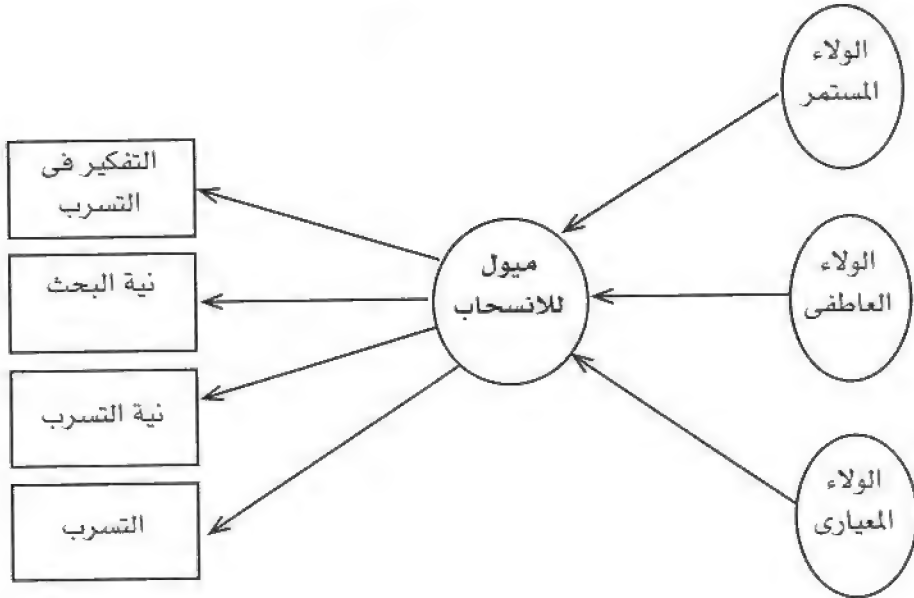 الولاء
المستمر
الولاء
العاطفى
الولاء
المعيارى
ميول
للانسحاب
التفكير فى
التسرب
نية البحث
نية التسرب
التسرب